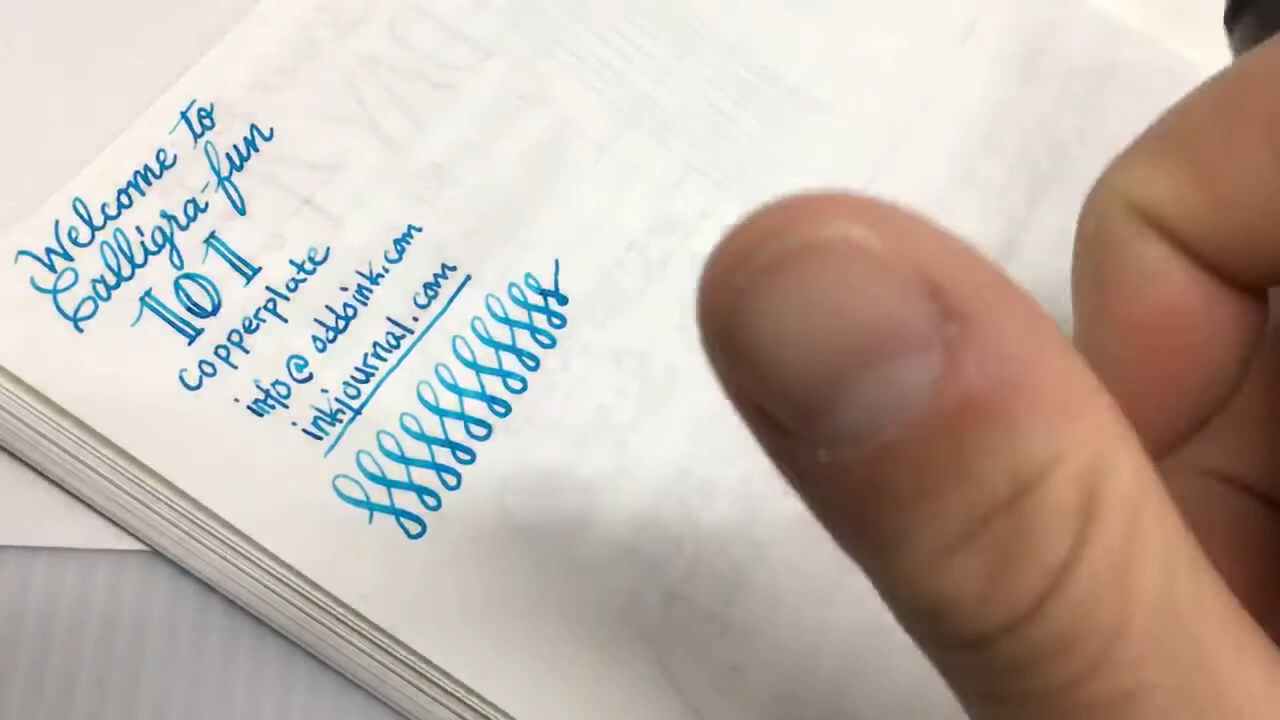 Welcome to
Calligra-fun
101
copperplate
info@oddbink.com
inkjournal.com